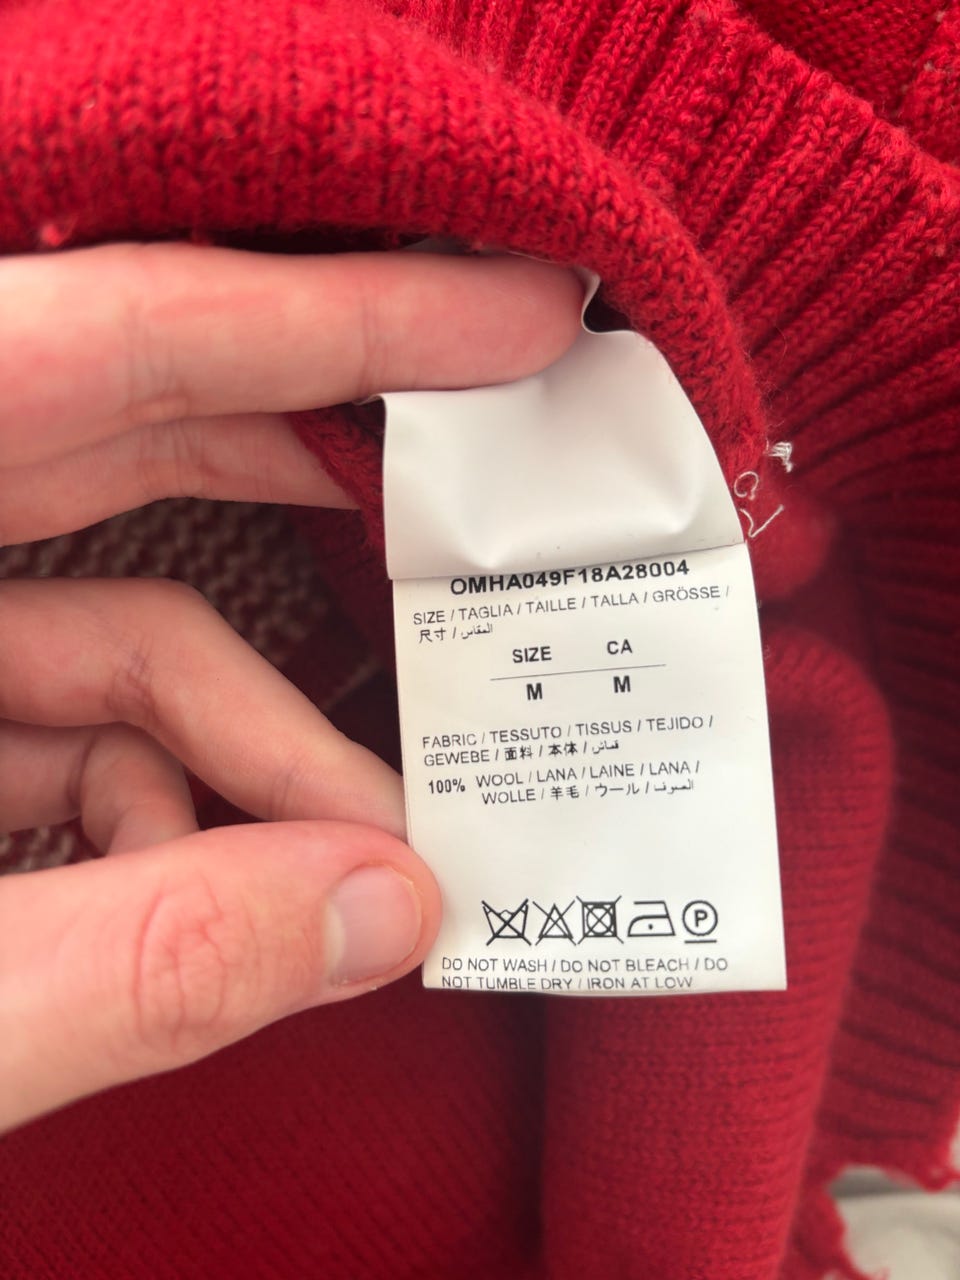 OMHA049F18A28004
SIZE / TAGLIA / TAILLE / TALLA / GRÖSSE /
尺寸 / المقاس
SIZE CA
M M
FABRIC / TESSUTO / TISSUS / TEJIDO /
GEWEBE / 面料 / 本体 / قماش
100% WOOL / LANA / LAINE / LANA /
WOLLE / 羊毛 / ウール / الصوف
P
DO NOT WASH / DO NOT BLEACH / DO
NOT TUMBLE DRY / IRON AT LOW